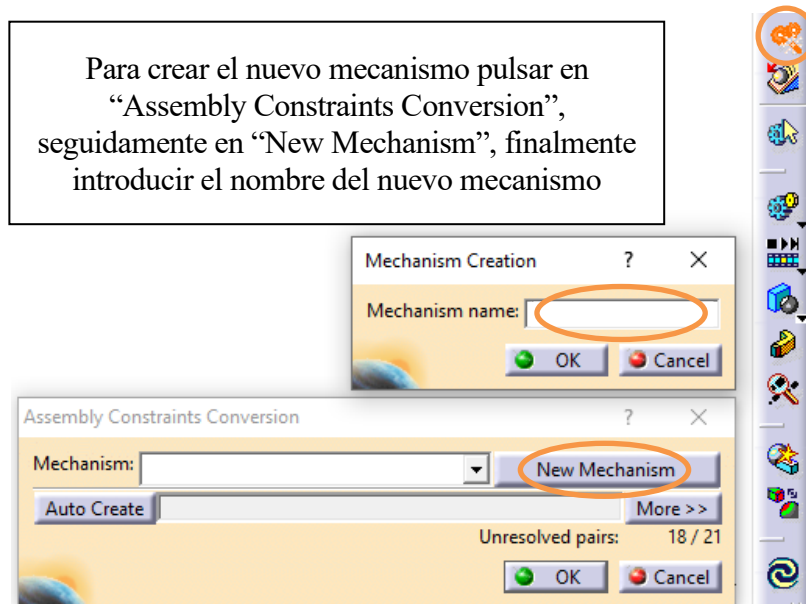 Para crear el nuevo mecanismo pulsar en
“Assembly Constraints Conversion”,
seguidamente en “New Mechanism”, finalmente
introducir el nombre del nuevo mecanismo
Mechanism Creation ?
Mechanism name:
OK Cancel
Assembly Constraints Conversion ?
Mechanism: New Mechanism
Auto Create More >>
Unresolved pairs: 18 / 21
OK Cancel